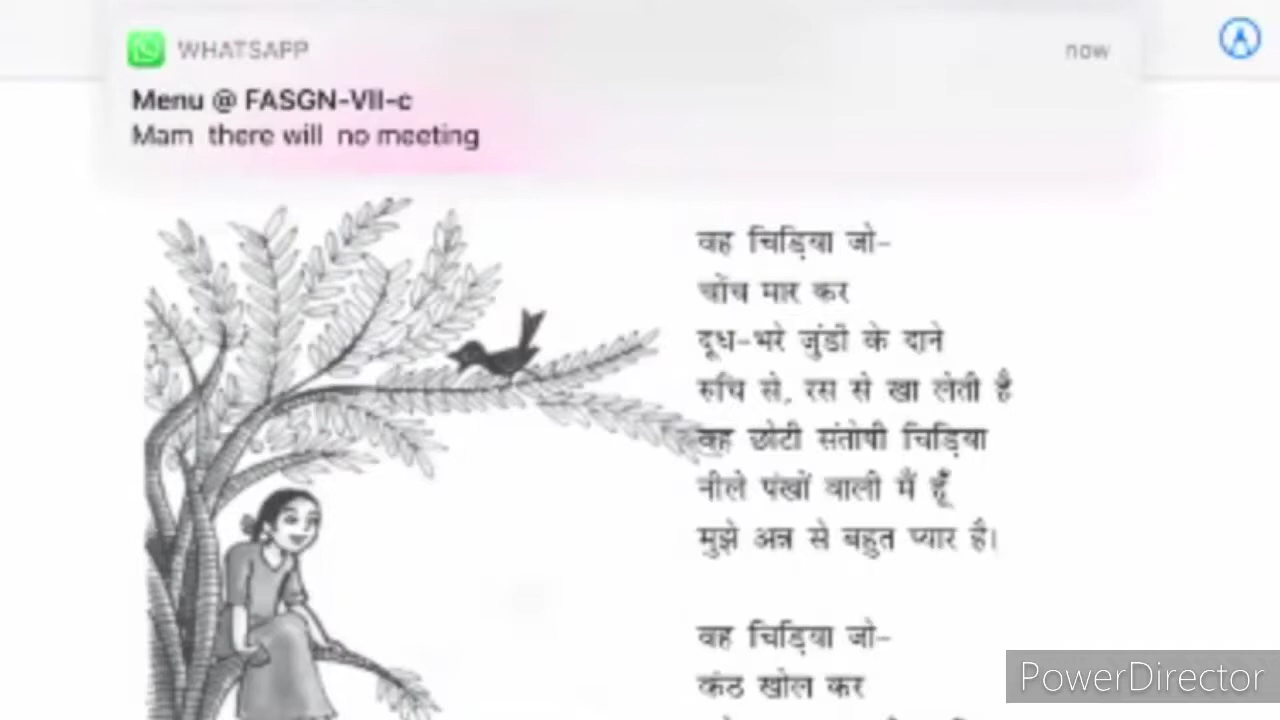 WHATSAPP
now
Menu @ FASGN-VII-c
Mam there will no meeting
वह चिड़िया जो-
चोंच मार कर
दूध-भरे जुंडी के दाने
रुचि से, रस से खा लेती है
वह छोटी संतोषी चिड़िया
नीले पंखों वाली मैं हूँ
मुझे अन्न से बहुत प्यार है।
वह चिड़िया जो-
कंठ खोल कर
PowerDirector